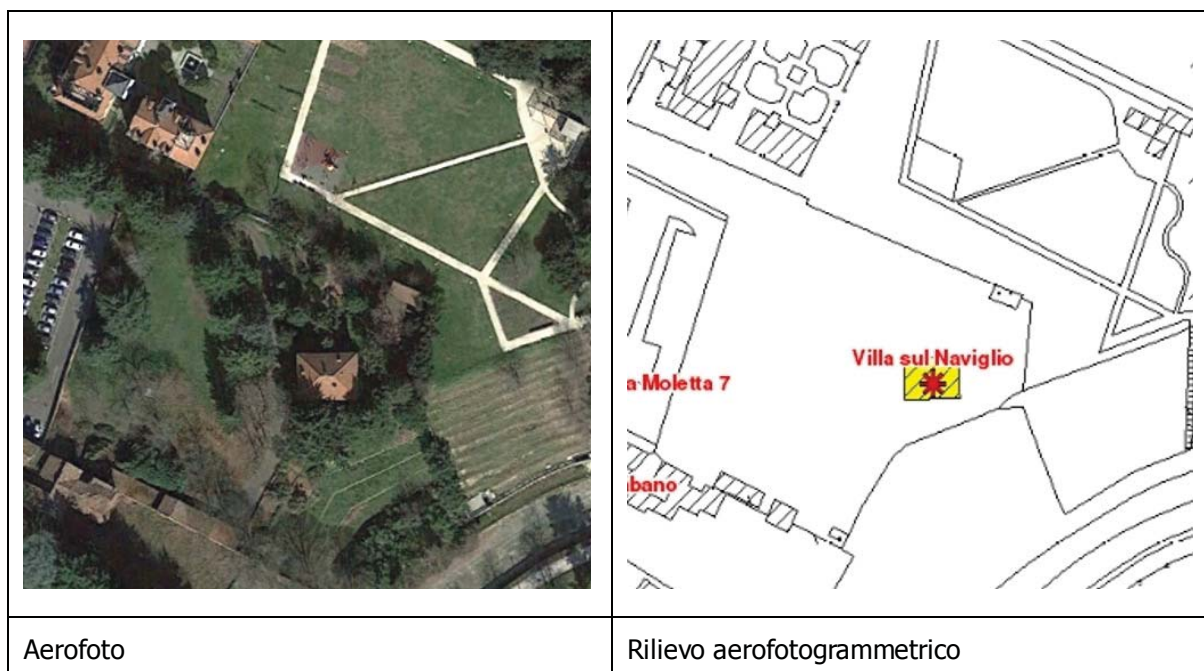 Villa sul Naviglio
a Moletta 7
bano
Aerofoto
Rilievo aerofotogrammetrico